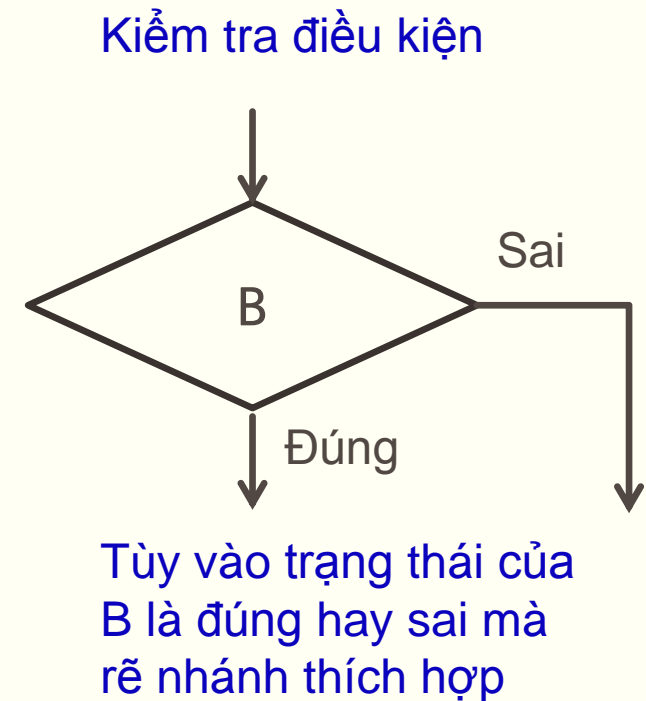 Kiểm tra điều kiện
Sai
B
Đúng
Tùy vào trạng thái của
B là đúng hay sai mà
rẽ nhánh thích hợp